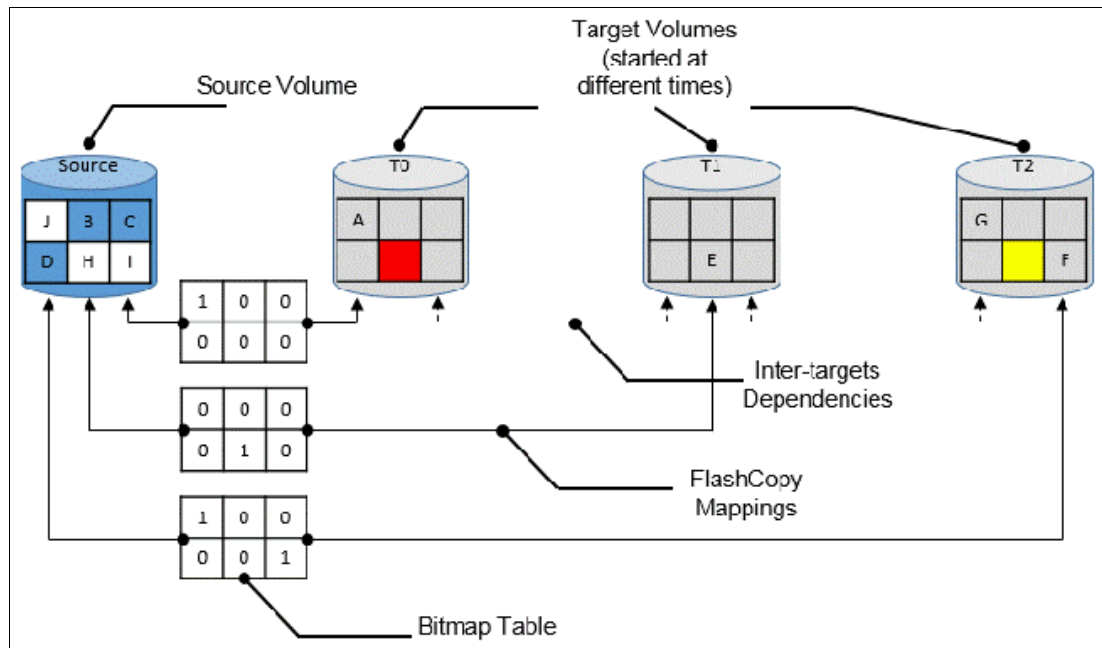 Target Volumes
(started at
different times)
Source Volume
Source
T0
T1
T2
J B C
D H I
A
E
G
F
1 0 0
0 0 0
0 0 0
0 1 0
1 0 0
0 0 1
Inter-targets
Dependencies
FlashCopy
Mappings
Bitmap Table